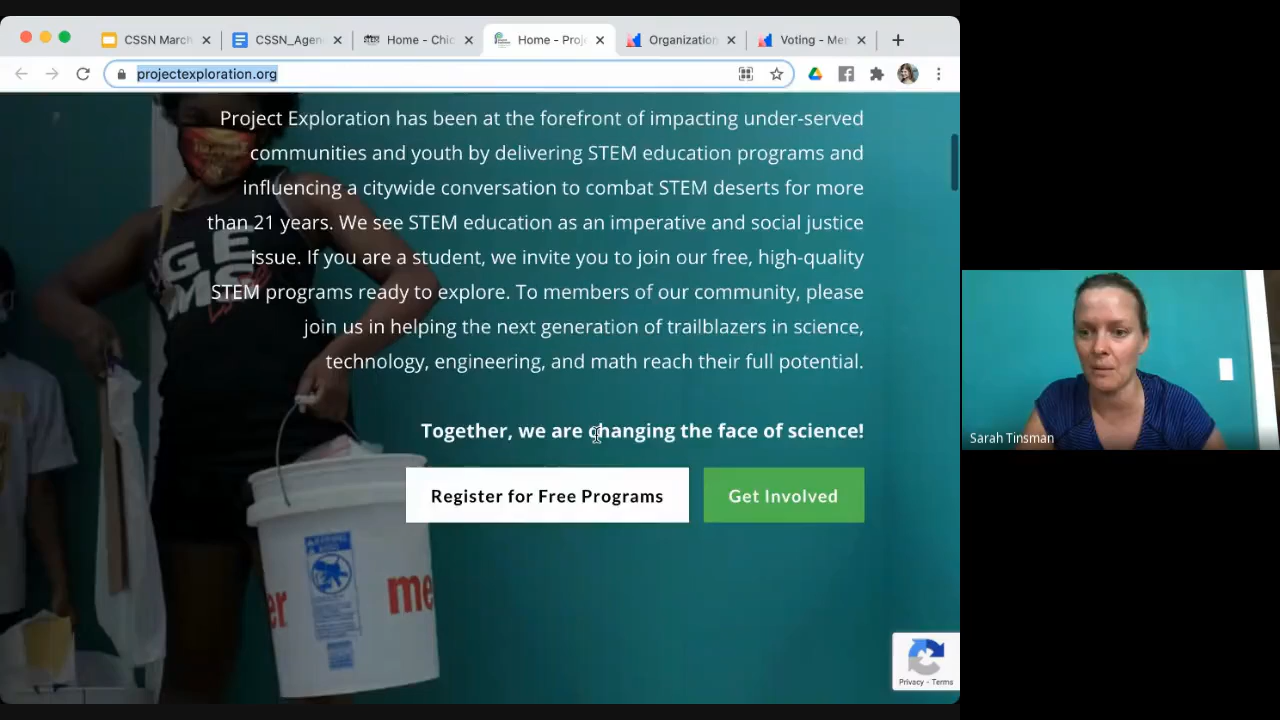 CSSN March
CSSN_Agen
Home - Chic
Home - Proj
Organization
Voting - Mer
projectexploration.org
Project Exploration has been at the forefront of impacting under-served
communities and youth by delivering STEM education programs and
influencing a citywide conversation to combat STEM deserts for more
than 21 years. We see STEM education as an imperative and social justice
issue. If you are a student, we invite you to join our free, high-quality
STEM programs ready to explore. To members of our community, please
join us in helping the next generation of trailblazers in science,
technology, engineering, and math reach their full potential.
Together, we are changing the face of science!
Register for Free Programs
Get Involved
GE
MS
er
me
Privacy - Terms
Sarah Tinsman